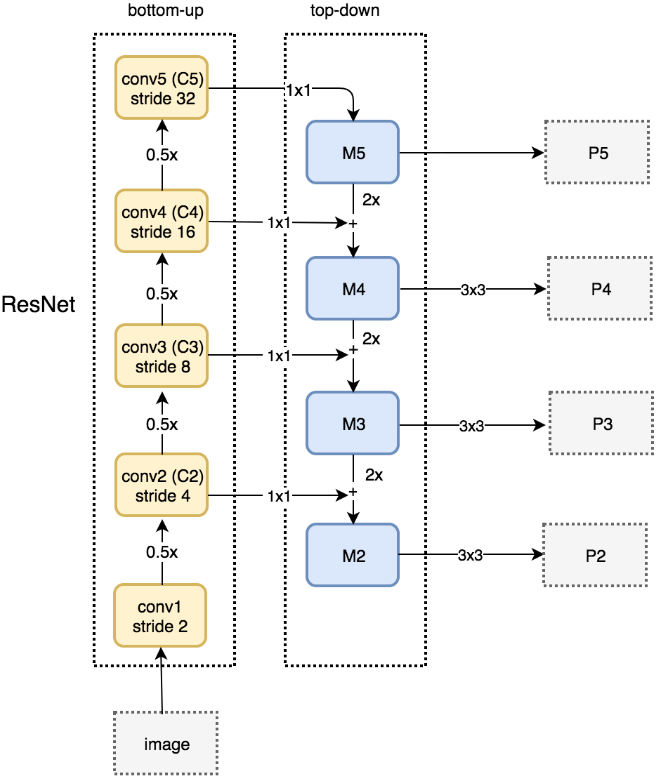 bottom-up
top-down
conv5 (C5)
stride 32
1x1
M5
P5
0.5x
2x
conv4 (C4)
stride 16
1x1
+
M4
3x3
P4
ResNet
0.5x
2x
conv3 (C3)
stride 8
1x1
+
M3
3x3
P3
0.5x
2x
conv2 (C2)
stride 4
1x1
+
M2
3x3
P2
0.5x
conv1
stride 2
image